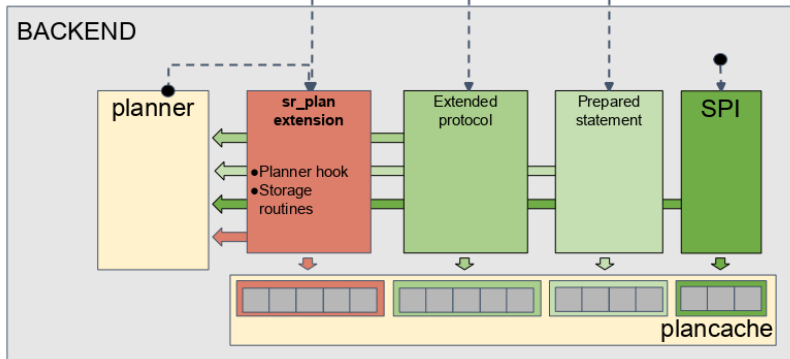 BACKEND
planner
sr_plan
extension
●Planner hook
●Storage
routines
Extended
protocol
Prepared
statement
SPI
plancache